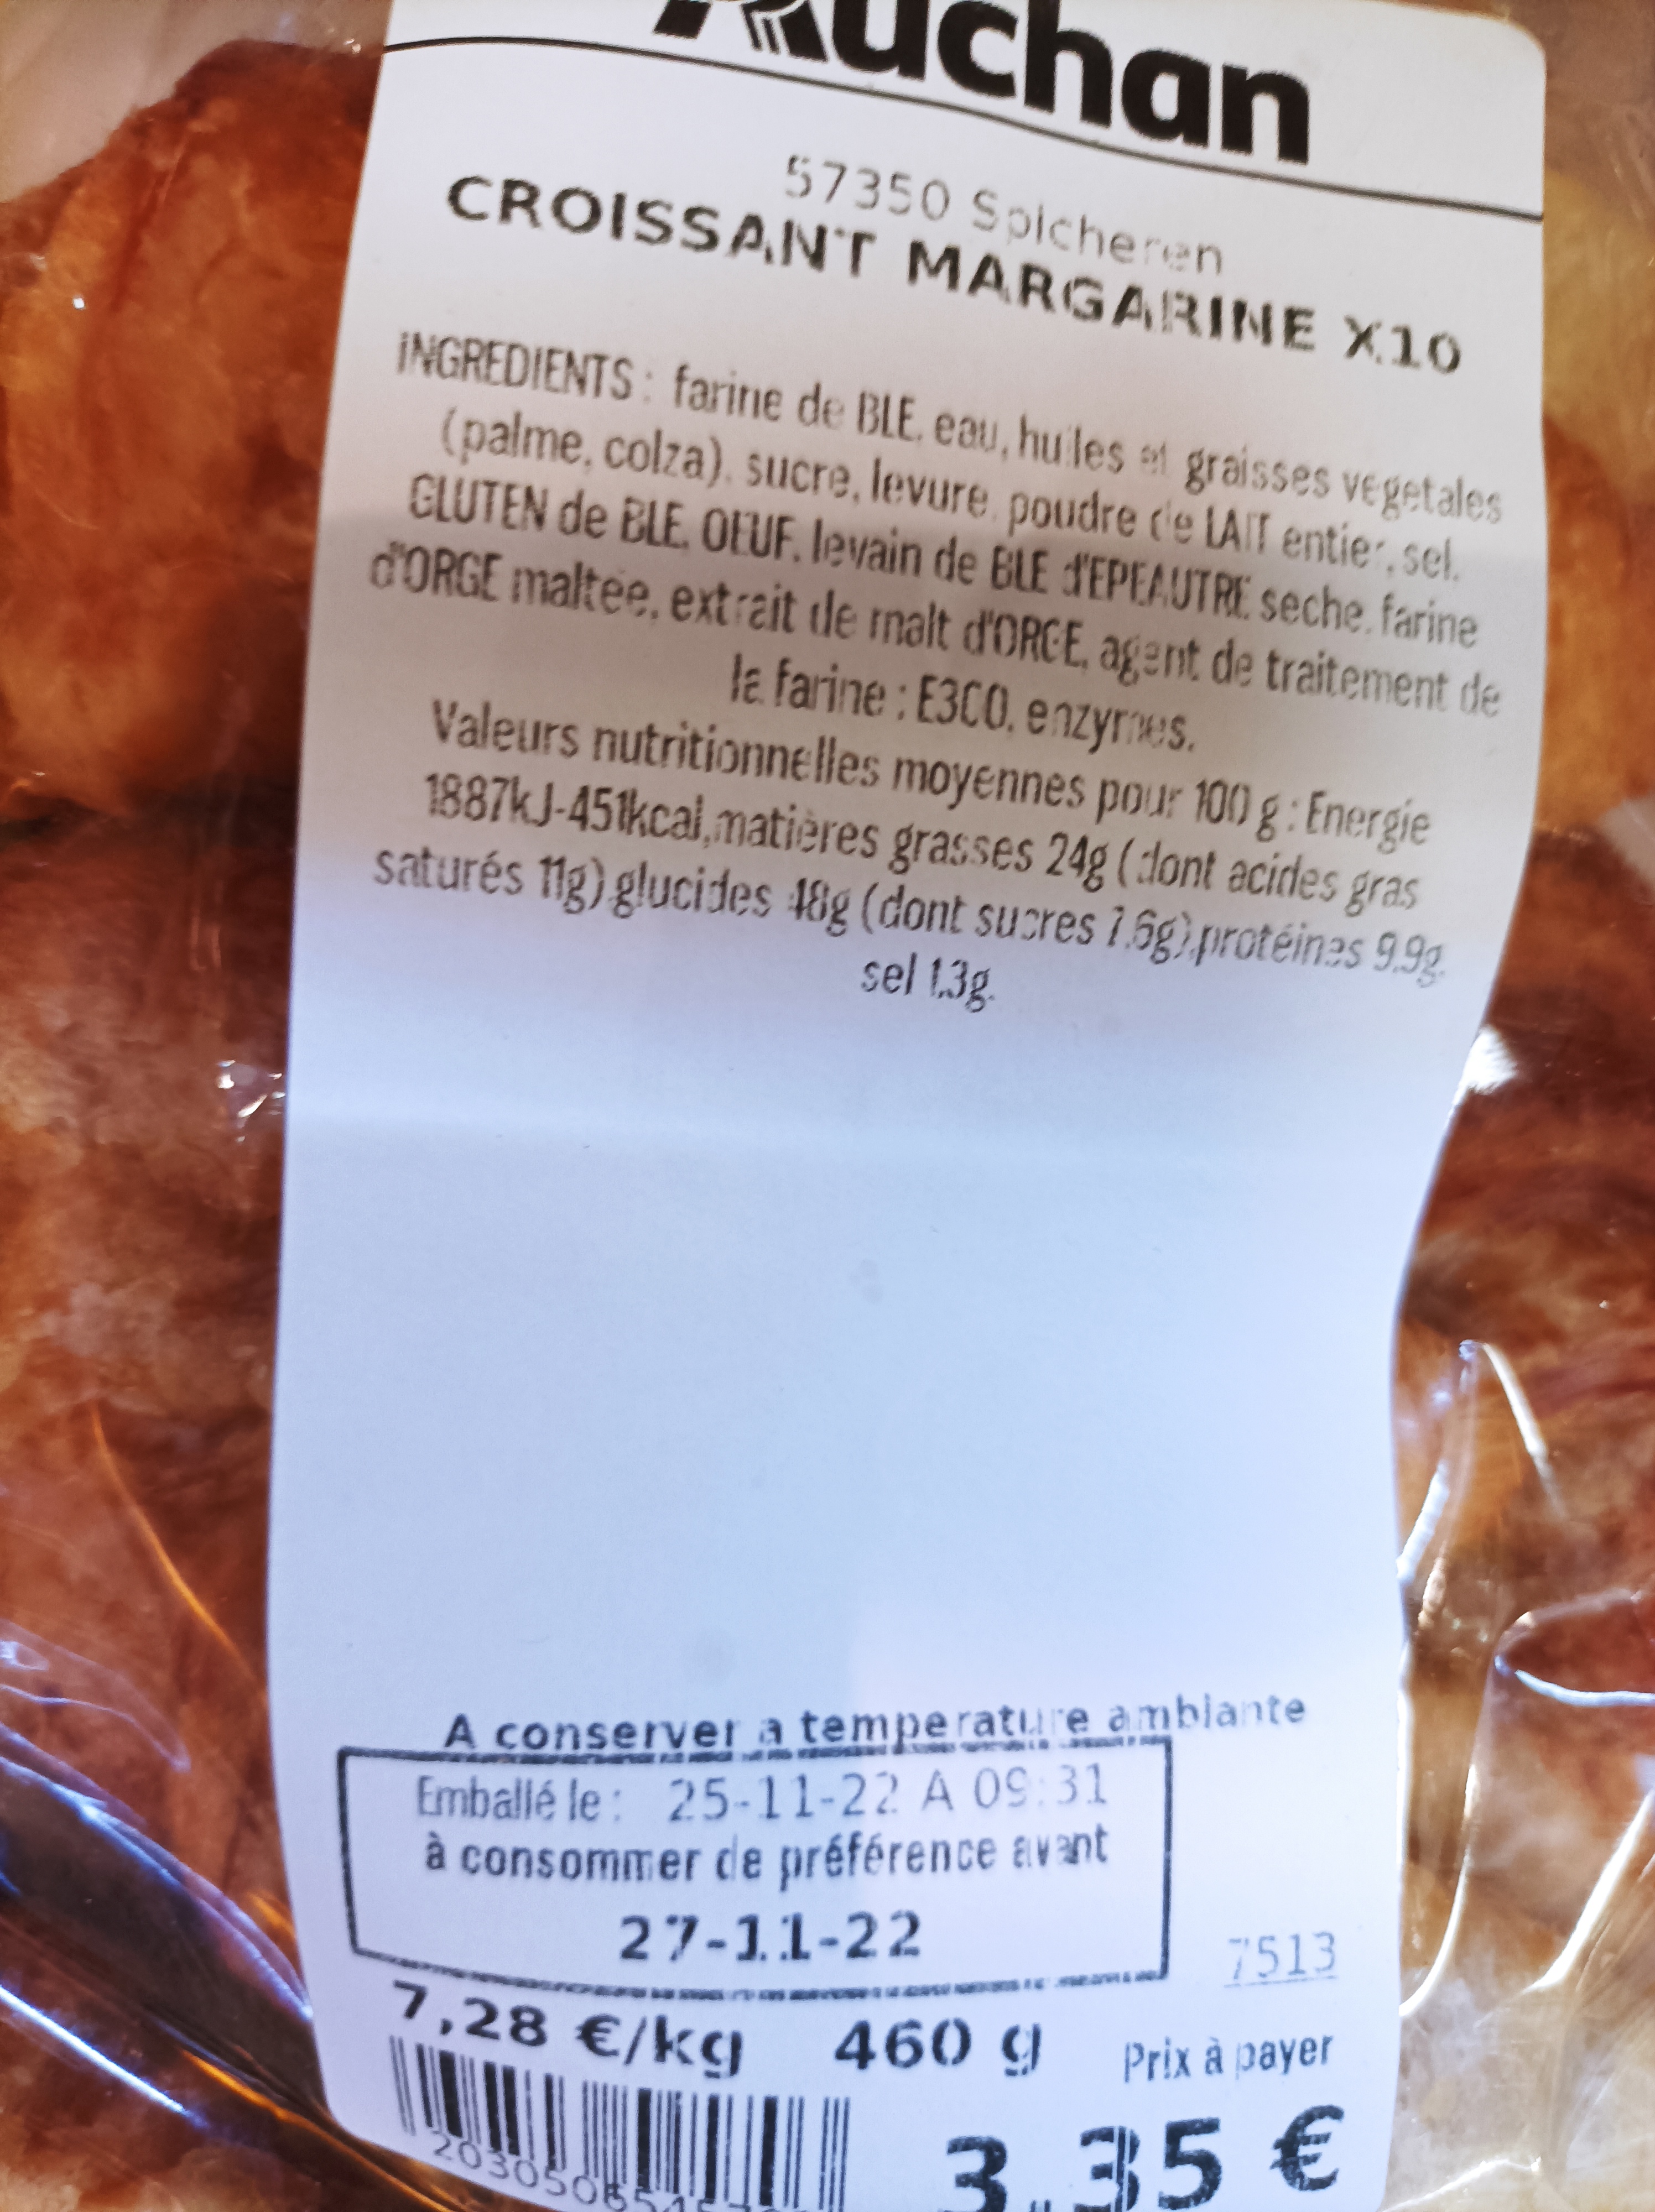 Auchan
57350 Spicheren
CROISSANT MARGARINE X10
INGREDIENTS : farine de BLE, eau, huiles et graisses vegetales
(palme, colza), sucre, levure, poudre de LAIT entier, sel,
GLUTEN de BLE, OEUF, levain de BLE d'EPEAUTRE seche, farine
d'ORGE maltée, extrait de malt d'ORGE, agent de traitement de
la farine : E300, enzymes.
Valeurs nutritionnelles moyennes pour 100 g : Energie
1887kJ-451kcal,matières grasses 24g (dont acides gras
saturés 11g),glucides 48g (dont sucres 7.6g),protéines 9.9g,
sel 1.3g.
A conserver a temperature ambiante
Emballé le : 25-11-22 A 09:31
à consommer de préférence avant
27-11-22
7513
7,28 €/kg 460 g Prix à payer
3,35 €